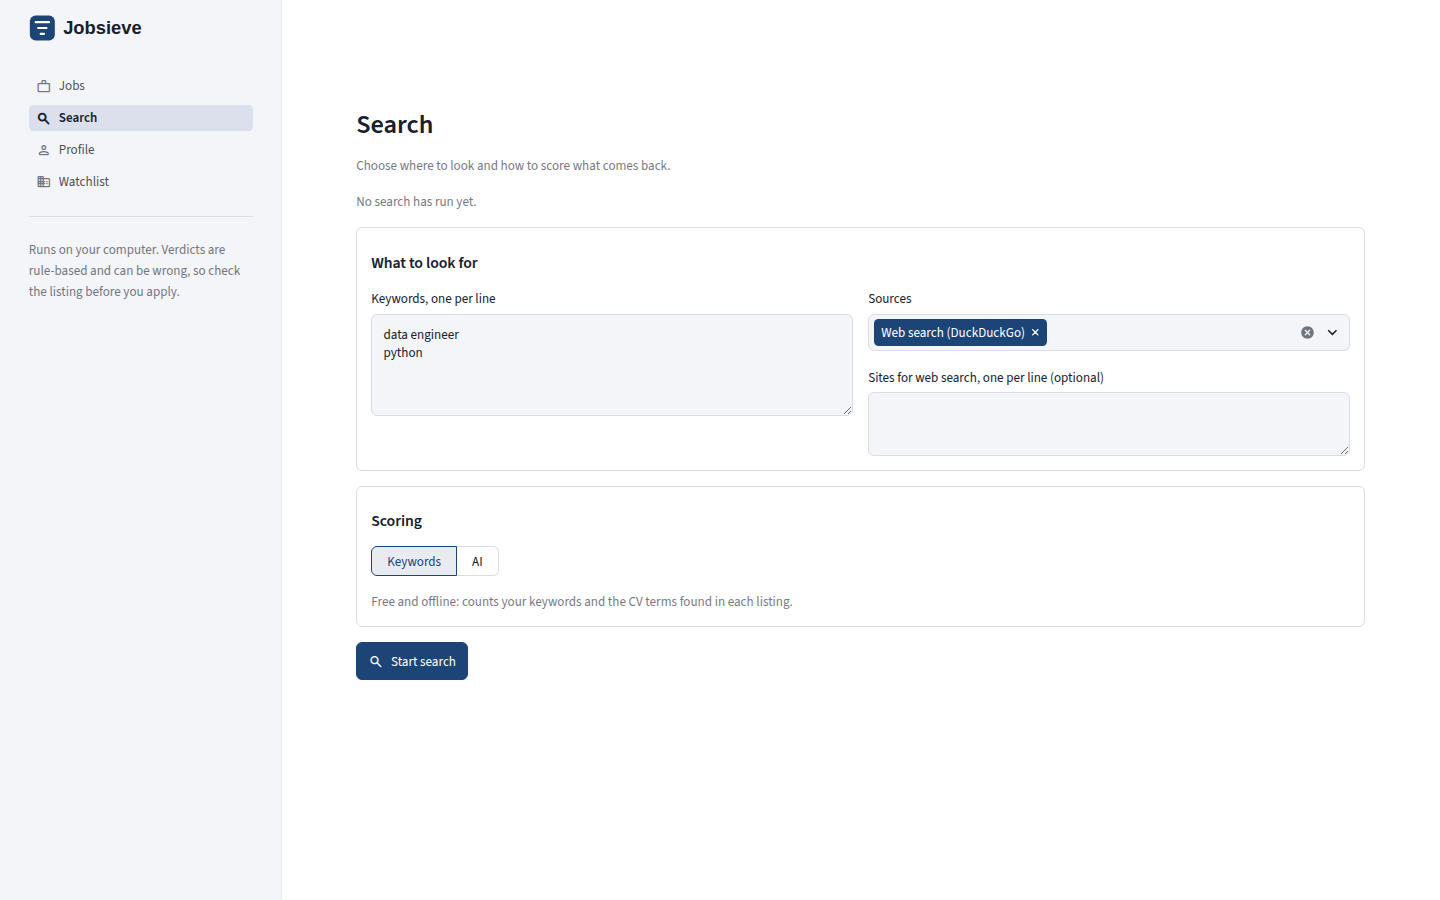 Jobsieve
Jobs
Search
Profile
Watchlist
Runs on your computer. Verdicts are
rule-based and can be wrong, so check
the listing before you apply.
Search
Choose where to look and how to score what comes back.
No search has run yet.
What to look for
Keywords, one per line
data engineer
python
Sources
Web search (DuckDuckGo)
Sites for web search, one per line (optional)
Scoring
Keywords
AI
Free and offline: counts your keywords and the CV terms found in each listing.
Start search